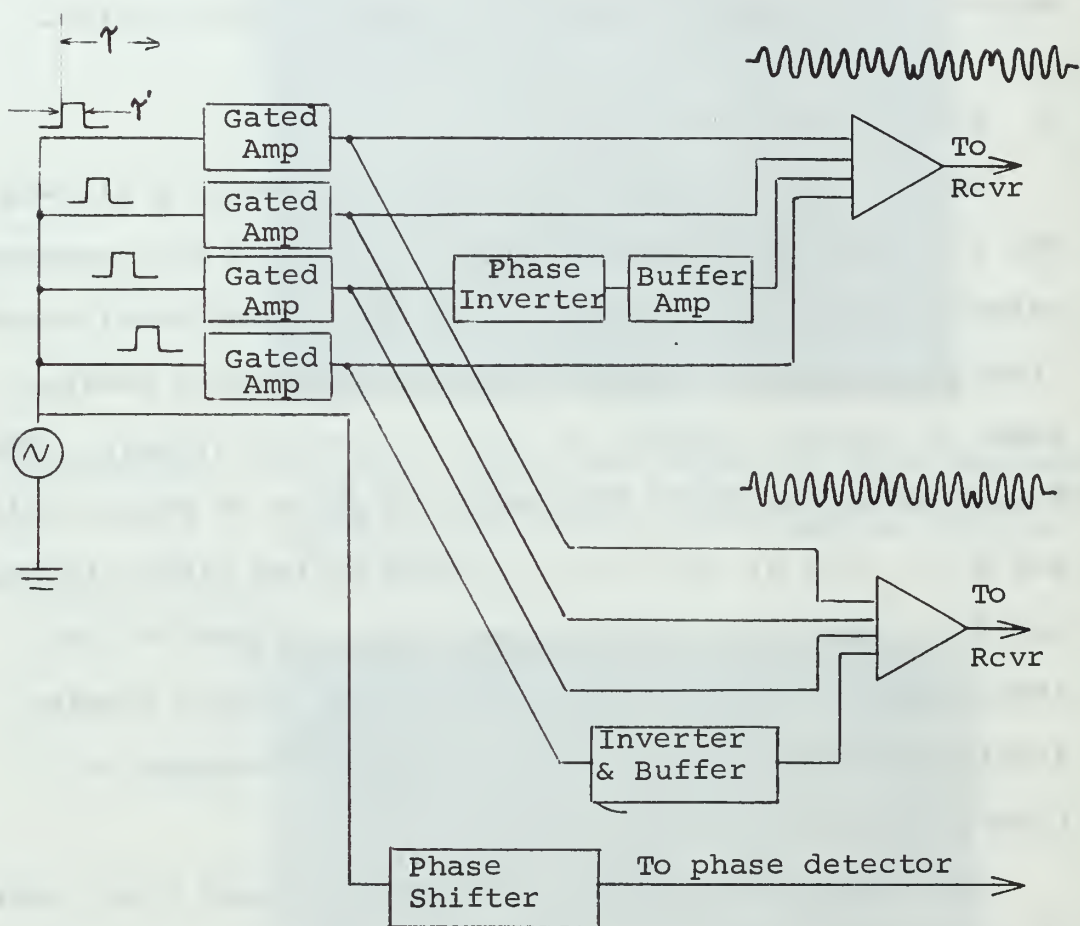 τ
τ'
Gated
Amp
To
Rcvr
Gated
Amp
Gated
Amp
Phase
Inverter
Buffer
Amp
Gated
Amp
To
Rcvr
Inverter
& Buffer
Phase
Shifter
To phase detector